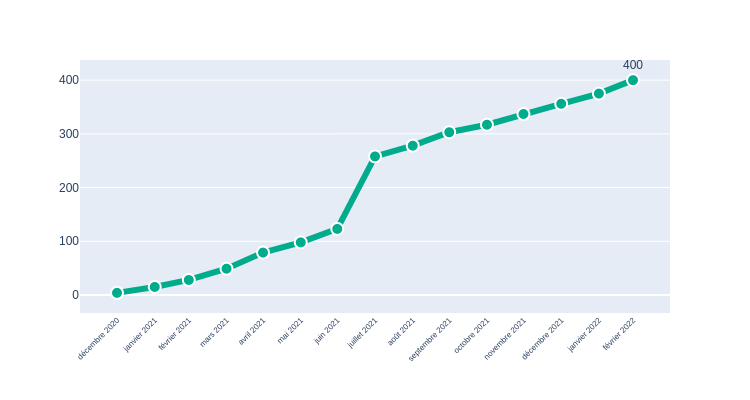 400
400
300
200
100
0
décembre 2020
janvier 2021
février 2021
mars 2021
avril 2021
mai 2021
juin 2021
juillet 2021
août 2021
septembre 2021
octobre 2021
novembre 2021
décembre 2021
janvier 2022
février 2022